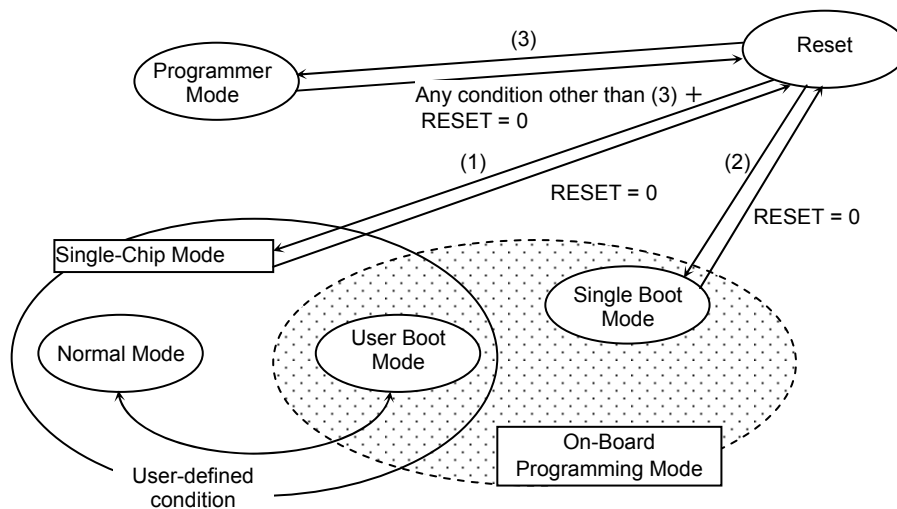 (3)
Reset
Programmer
Mode
Any condition other than (3) +
RESET = 0
(1)
(2)
RESET = 0
RESET = 0
Single-Chip Mode
Single Boot
Mode
Normal Mode
User Boot
Mode
On-Board
Programming Mode
User-defined
condition